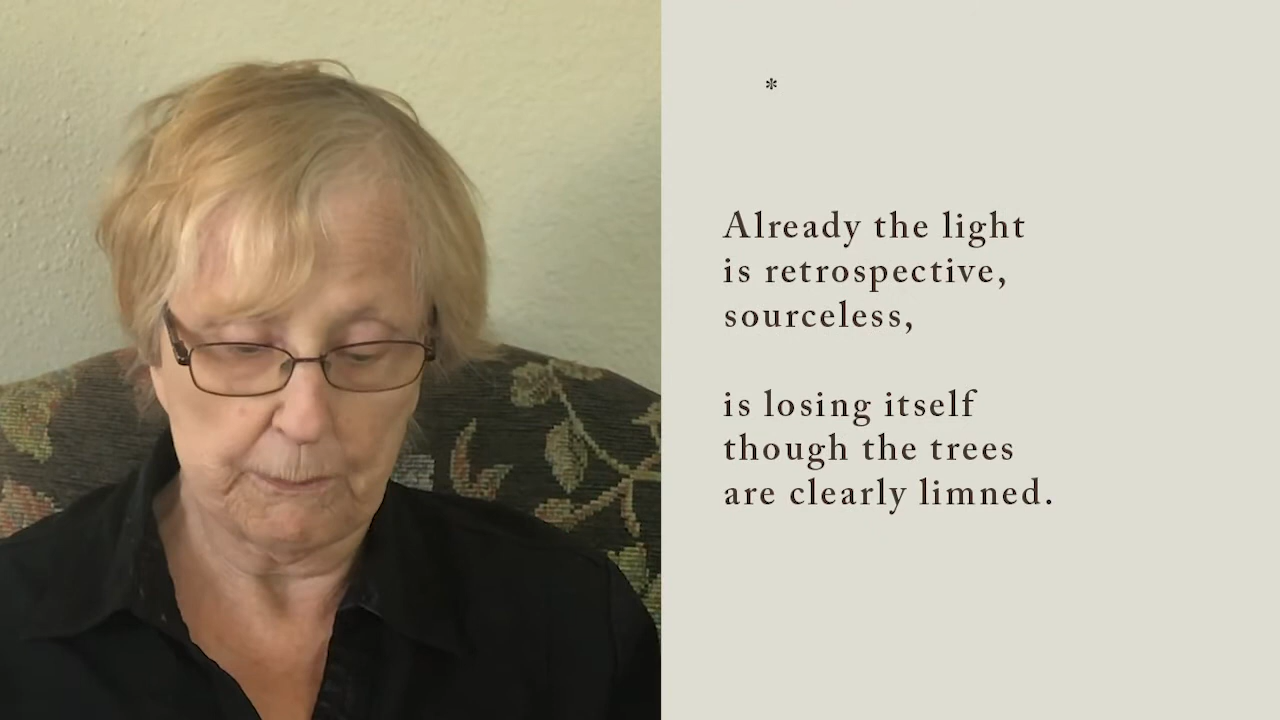 *
Already the light
is retrospective,
sourceless,
is losing itself
though the trees
are clearly limned.